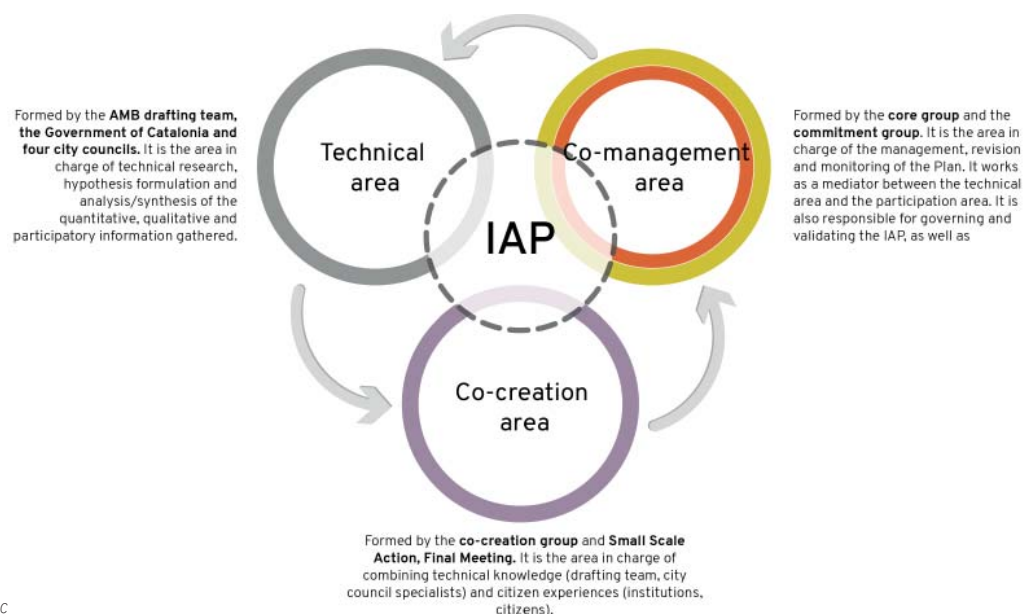 Formed by the AMB drafting team,
the Government of Catalonia and
four city councils. It is the area in
charge of technical research,
hypothesis formulation and
analysis/synthesis of the
quantitative, qualitative and
participatory information gathered.
Technical
area
Co-management
area
Formed by the core group and the
commitment group. It is the area in
charge of the management, revision
and monitoring of the Plan. It works
as a mediator between the technical
area and the participation area. It is
also responsible for governing and
validating the IAP, as well as
IAP
Co-creation
area
Formed by the co-creation group and Small Scale
Action, Final Meeting. It is the area in charge of
combining technical knowledge (drafting team, city
council specialists) and citizen experiences (institutions,
citizens).
C